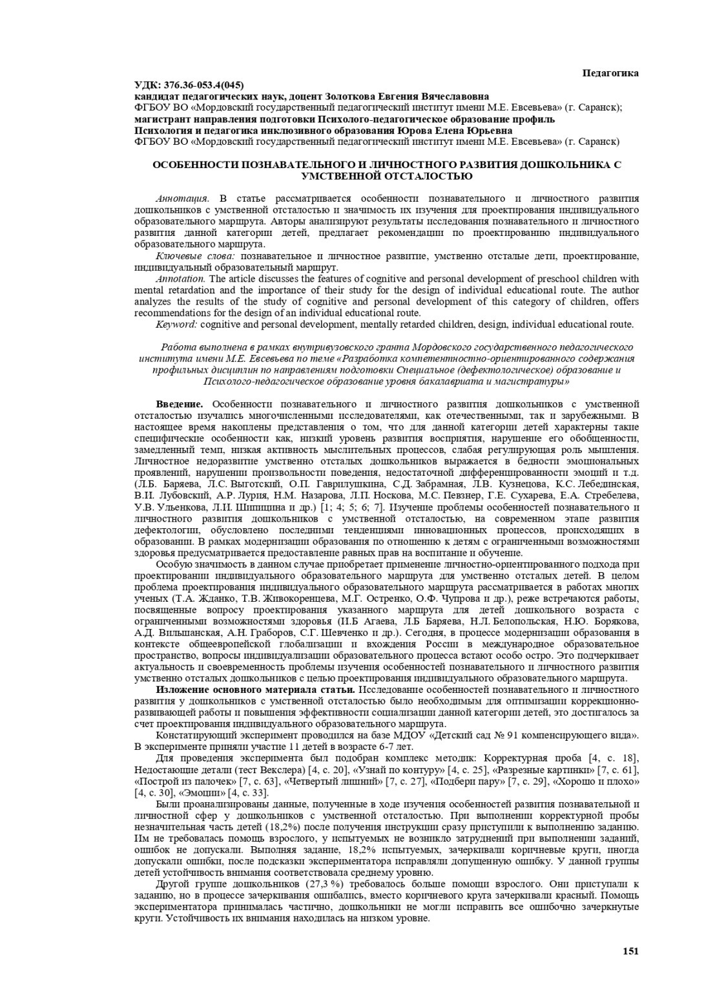 Педагогика
УДК: 376.36-053.4(045)
кандидат педагогических наук, доцент Золоткова Евгения Вячеславовна
ФГБОУ ВО «Мордовский государственный педагогический институт имени М.Е. Евсевьева» (г. Саранск);
магистрант направления подготовки Психолого-педагогическое образование профиль
Психология и педагогика инклюзивного образования Юрова Елена Юрьевна
ФГБОУ ВО «Мордовский государственный педагогический институт имени М.Е. Евсевьева» (г. Саранск)
ОСОБЕННОСТИ ПОЗНАВАТЕЛЬНОГО И ЛИЧНОСТНОГО РАЗВИТИЯ ДОШКОЛЬНИКА С
УМСТВЕННОЙ ОТСТАЛОСТЬЮ
Аннотация. В статье рассматривается особенности познавательного и личностного развития
дошкольников с умственной отсталостью и значимость их изучения для проектирования индивидуального
образовательного маршрута. Авторы анализируют результаты исследования познавательного и личностного
развития данной категории детей, предлагает рекомендации по проектированию индивидуального
образовательного маршрута.
Ключевые слова: познавательное и личностное развитие, умственно отсталые дети, проектирование,
индивидуальный образовательный маршрут.
Annotation. The article discusses the features of cognitive and personal development of preschool children with
mental retardation and the importance of their study for the design of individual educational route. The author
analyzes the results of the study of cognitive and personal development of this category of children, offers
recommendations for the design of an individual educational route.
Keyword: cognitive and personal development, mentally retarded children, design, individual educational route.
Работа выполнена в рамках внутривузовского гранта Мордовского государственного педагогического
института имени М.Е. Евсевьева по теме «Разработка компетентностно-ориентированного содержания
профильных дисциплин по направлениям подготовки Специальное (дефектологическое) образование и
Психолого-педагогическое образование уровня бакалавриата и магистратуры»
Введение. Особенности познавательного и личностного развития дошкольников с умственной
отсталостью изучались многочисленными исследователями, как отечественными, так и зарубежными. В
настоящее время накоплены представления о том, что для данной категории детей характерны такие
специфические особенности как, низкий уровень развития восприятия, нарушение его обобщенности,
замедленный темп, низкая активность мыслительных процессов, слабая регулирующая роль мышления.
Личностное недоразвитие умственно отсталых дошкольников выражается в бедности эмоциональных
проявлений, нарушении произвольности поведения, недостаточной дифференцированности эмоций и т.д.
(Л.Б. Баряева, Л.С. Выготский, О.П. Гаврилушкина, С.Д. Забрамная, Л.В. Кузнецова, К.С. Лебединская,
В.И. Лубовский, А.Р. Лурия, Н.М. Назарова, Л.П. Носкова, М.С. Певзнер, Г.Е. Сухарева, Е.А. Стребелева,
У.В. Ульенкова, Л.И. Шипицина и др.) [1; 4; 5; 6; 7]. Изучение проблемы особенностей познавательного и
личностного развития дошкольников с умственной отсталостью, на современном этапе развития
дефектологии, обусловлено последними тенденциями инновационных процессов, происходящих в
образовании. В рамках модернизации образования по отношению к детям с ограниченными возможностями
здоровья предусматривается предоставление равных прав на воспитание и обучение.
Особую значимость в данном случае приобретает применение личностно-ориентированного подхода при
проектировании индивидуального образовательного маршрута для умственно отсталых детей. В целом
проблема проектирования индивидуального образовательного маршрута рассматривается в работах многих
ученых (Т.А. Жданко, Т.В. Живокоренцева, М.Г. Остренко, О.Ф. Чупрова и др.), реже встречаются работы,
посвященные вопросу проектирования указанного маршрута для детей дошкольного возраста с
ограниченными возможностями здоровья (И.Б Агаева, Л.Б Баряева, Н.Л. Белопольская, Н.Ю. Борякова,
А.Д. Вильшанская, А.Н. Граборов, С.Г. Шевченко и др.). Сегодня, в процессе модернизации образования в
контексте общеевропейской глобализации и вхождения России в международное образовательное
пространство, вопросы индивидуализации образовательного процесса встают особо остро. Это подчеркивает
актуальность и своевременность проблемы изучения особенностей познавательного и личностного развития
умственно отсталых дошкольников с целью проектирования индивидуального образовательного маршрута.
Изложение основного материала статьи. Исследование особенностей познавательного и личностного
развития у дошкольников с умственной отсталостью было необходимым для оптимизации коррекционно-
развивающей работы и повышения эффективности социализации данной категории детей, это достигалось за
счет проектирования индивидуального образовательного маршрута.
Констатирующий эксперимент проводился на базе МДОУ «Детский сад № 91 компенсирующего вида».
В эксперименте приняли участие 11 детей в возрасте 6-7 лет.
Для проведения эксперимента был подобран комплекс методик: Корректурная проба [4, с. 18],
Недостающие детали (тест Векслера) [4, с. 20], «Узнай по контуру» [4, с. 25], «Разрезные картинки» [7, с. 61],
«Построй из палочек» [7, с. 63], «Четвертый лишний» [7, с. 27], «Подбери пару» [7, с. 29], «Хорошо и плохо»
[4, с. 30], «Эмоции» [4, с. 33].
Были проанализированы данные, полученные в ходе изучения особенностей развития познавательной и
личностной сфер у дошкольников с умственной отсталостью. При выполнении корректурной пробы
незначительная часть детей (18,2%) после получения инструкции сразу приступили к выполнению заданию.
Им не требовалась помощь взрослого, у испытуемых не возникло затруднений при выполнении заданий,
ошибок не допускали. Выполняя задание, 18,2% испытуемых, зачеркивали коричневые круги, иногда
допускали ошибки, после подсказки экспериментатора исправляли допущенную ошибку. У данной группы
детей устойчивость внимания соответствовала среднему уровню.
Другой группе дошкольников (27,3 %) требовалось больше помощи взрослого. Они приступали к
заданию, но в процессе зачеркивания ошибались, вместо коричневого круга зачеркивали красный. Помощь
экспериментатора принималась частично, дошкольники не могли исправить все ошибочно зачеркнутые
круги. Устойчивость их внимания находилась на низком уровне.
151